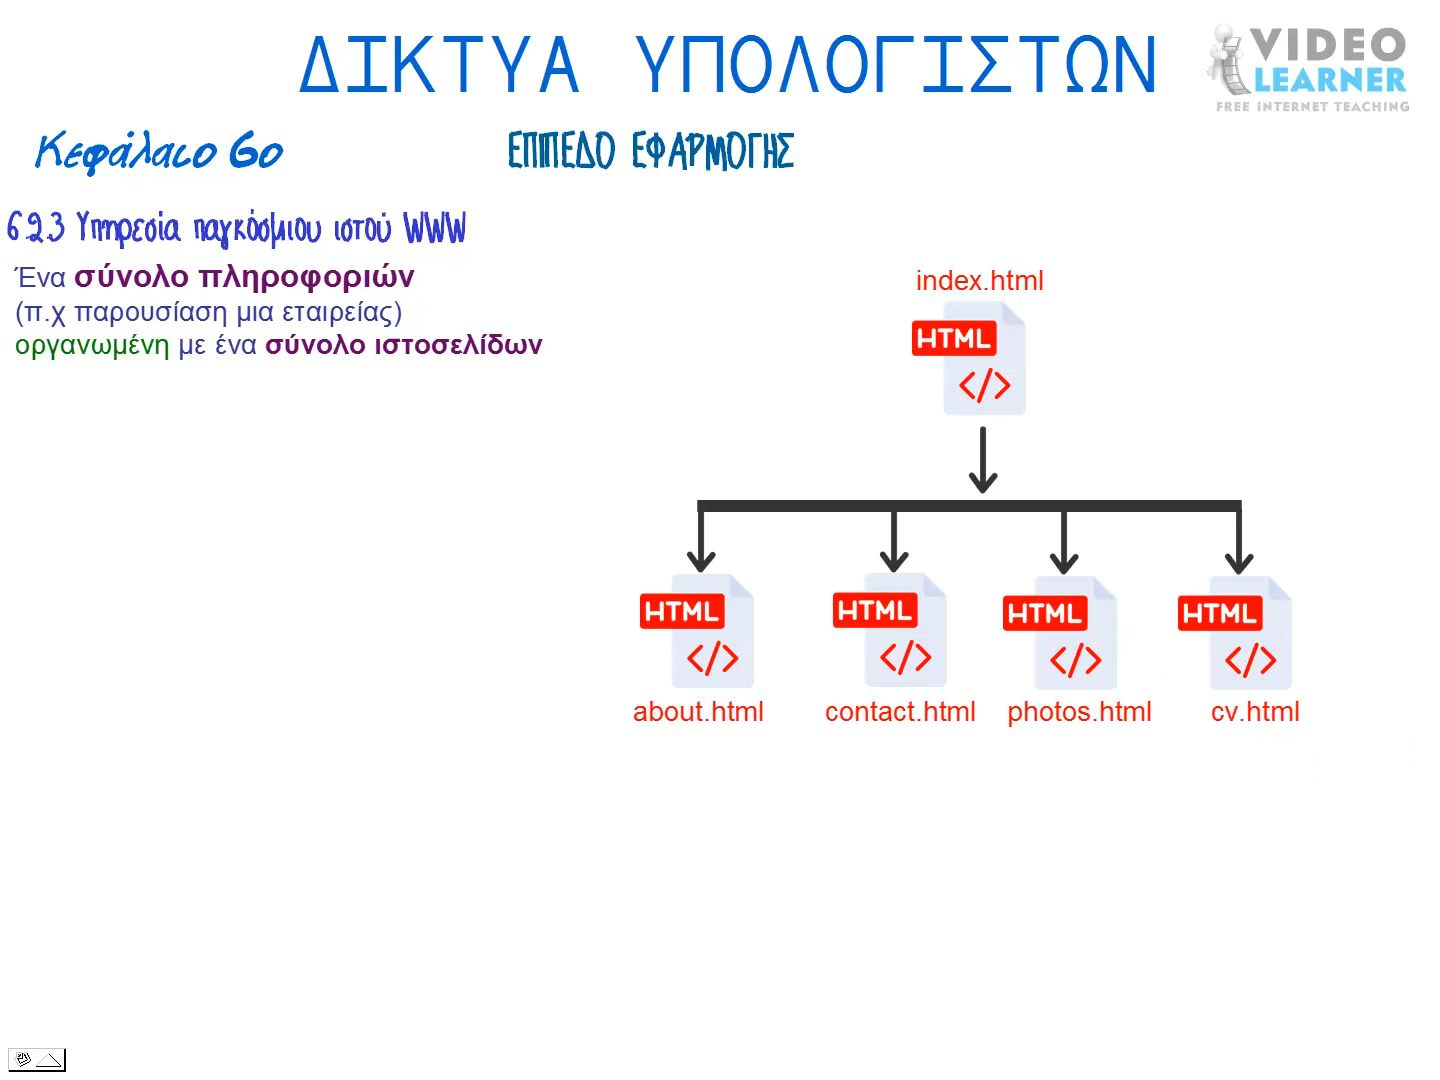 ΔΙΚΤΥΑ ΥΠΟΛΟΓΙΣΤΩΝ
VIDEO
LEARNER
FREE INTERNET TEACHING
Κεφάλαιο 6ο
ΕΠΙΠΕΔΟ ΕΦΑΡΜΟΓΗΣ
6.2.3 Υπηρεσία παγκόσμιου ιστού WWW
Ένα σύνολο πληροφοριών
(π.χ παρουσίαση μια εταιρείας)
οργανωμένη με ένα σύνολο ιστοσελίδων
index.html
HTML
</>
HTML HTML HTML HTML
</> </> </> </>
about.html contact.html photos.html cv.html